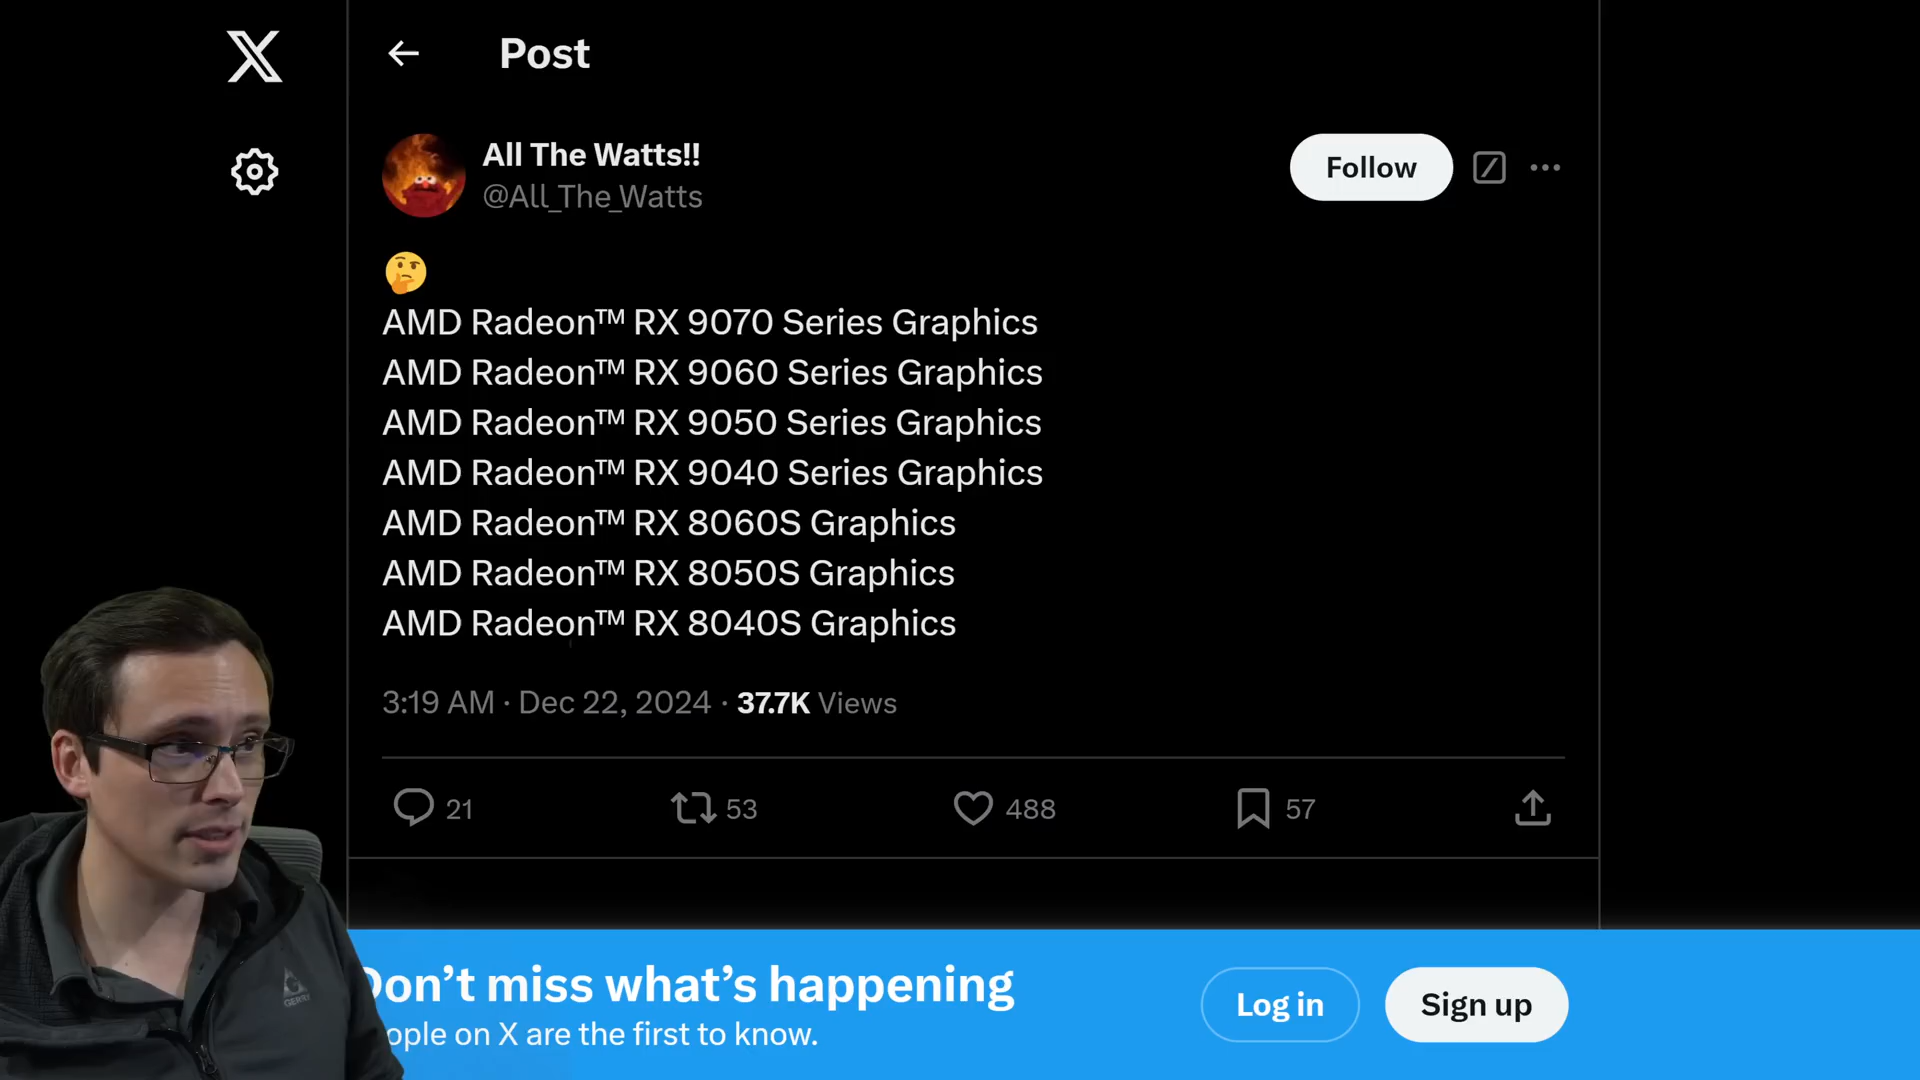 Post
All The Watts!!
@All_The_Watts
Follow
AMD Radeon™ RX 9070 Series Graphics
AMD Radeon™ RX 9060 Series Graphics
AMD Radeon™ RX 9050 Series Graphics
AMD Radeon™ RX 9040 Series Graphics
AMD Radeon™ RX 8060S Graphics
AMD Radeon™ RX 8050S Graphics
AMD Radeon™ RX 8040S Graphics
3:19 AM · Dec 22, 2024 · 37.7K Views
21 53 488 57
Don’t miss what’s happening
ople on X are the first to know.
Log in
Sign up